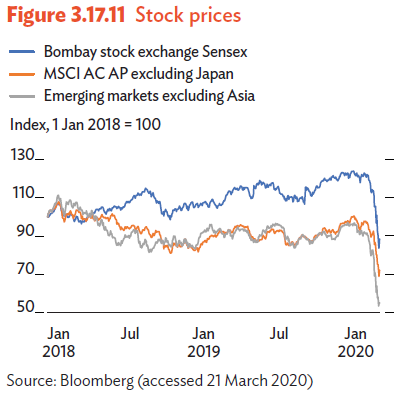 Figure 3.17.11 Stock prices
Bombay stock exchange Sensex
MSCI AC AP excluding Japan
Emerging markets excluding Asia
Index, 1 Jan 2018 = 100
130
110
90
70
50
Jan Jul Jan Jul Jan
2018 2019 2020
Source: Bloomberg (accessed 21 March 2020)